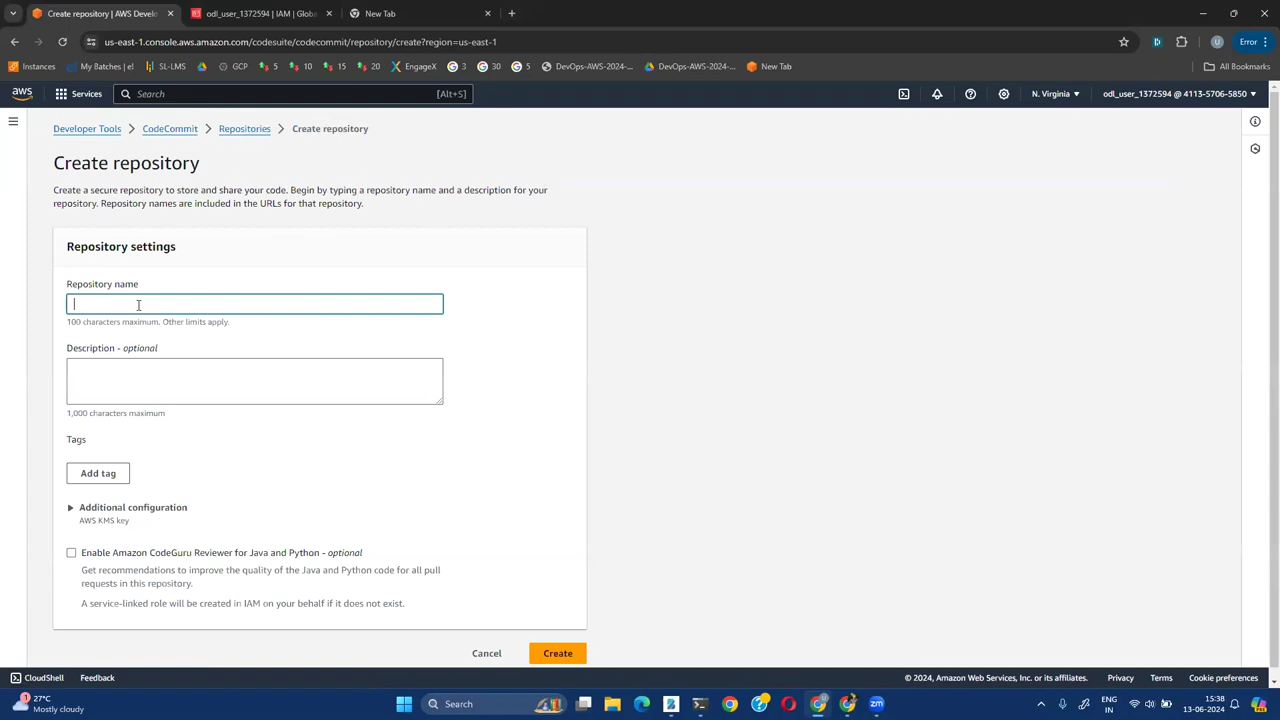 Create repository | AWS Develo
odl_user_1372594 | IAM | Globa
New Tab
us-east-1.console.aws.amazon.com/codesuite/codecommit/repository/create?region=us-east-1
Error
Instances
My Batches | e!
SL-LMS
GCP
5
10
15
20
EngageX
3
30
5
DevOps-AWS-2024-...
DevOps-AWS-2024-...
New Tab
All Bookmarks
aws
Services
Search
[Alt+S]
N. Virginia
odl_user_1372594 @ 4113-5706-5850
Developer Tools > CodeCommit > Repositories > Create repository
Create repository
Create a secure repository to store and share your code. Begin by typing a repository name and a description for your
repository. Repository names are included in the URLs for that repository.
Repository settings
Repository name
100 characters maximum. Other limits apply.
Description - optional
1,000 characters maximum
Tags
Add tag
Additional configuration
AWS KMS key
Enable Amazon CodeGuru Reviewer for Java and Python - optional
Get recommendations to improve the quality of the Java and Python code for all pull
requests in this repository.
A service-linked role will be created in IAM on your behalf if it does not exist.
Cancel
Create
CloudShell
Feedback
© 2024, Amazon Web Services, Inc. or its affiliates.
Privacy
Terms
Cookie preferences
1
27°C
Mostly cloudy
Search
zm
ENG
IN
15:38
13-06-2024